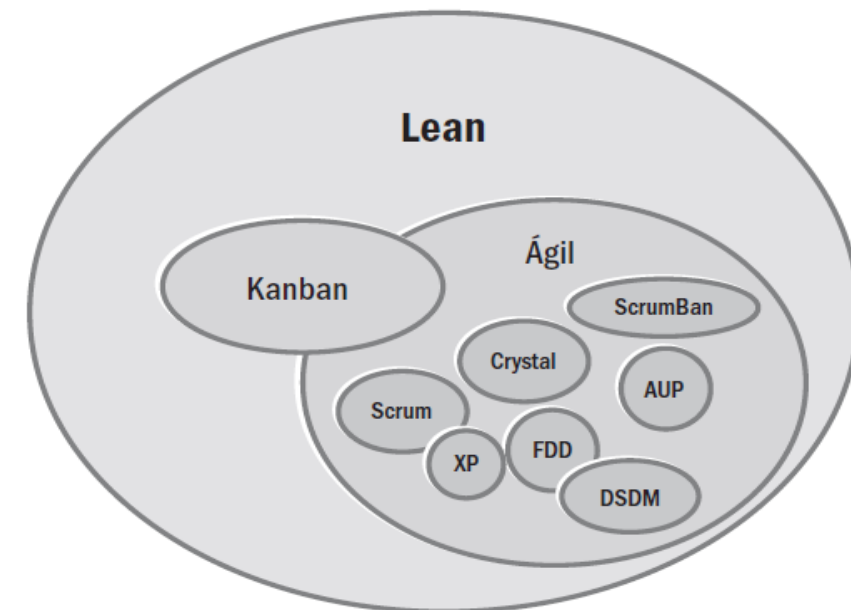 Lean
Ágil
Kanban
ScrumBan
Crystal
AUP
Scrum
FDD
XP
DSDM